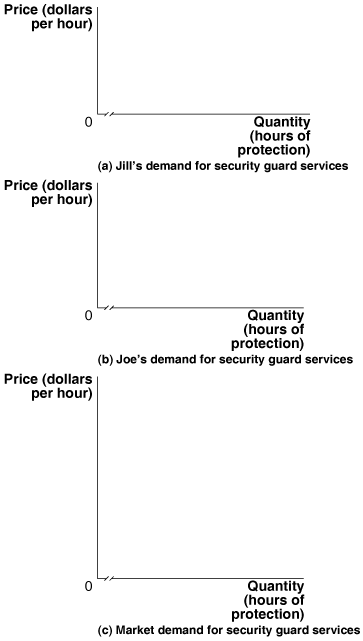 Price (dollars
per hour)
0
Quantity
(hours of
protection)
(a) Jill's demand for security guard services
Price (dollars
per hour)
0
Quantity
(hours of
protection)
(b) Joe's demand for security guard services
Price (dollars
per hour)
0
Quantity
(hours of
protection)
(c) Market demand for security guard services